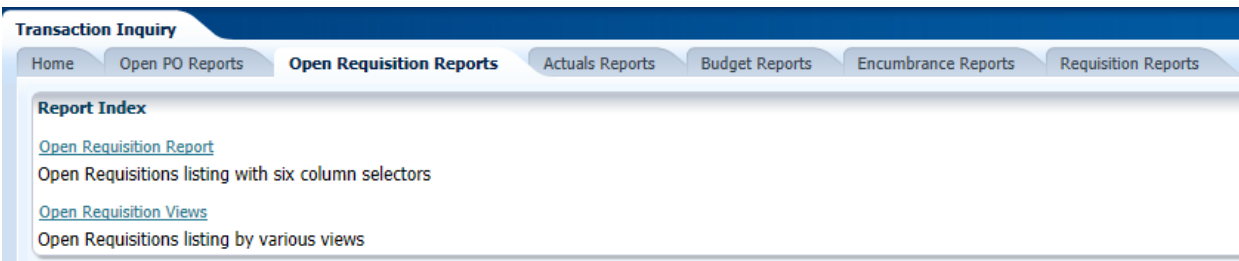 Transaction Inquiry
Home Open PO Reports Open Requisition Reports Actuals Reports Budget Reports Encumbrance Reports Requisition Reports
Report Index
Open Requisition Report
Open Requisitions listing with six column selectors
Open Requisition Views
Open Requisitions listing by various views